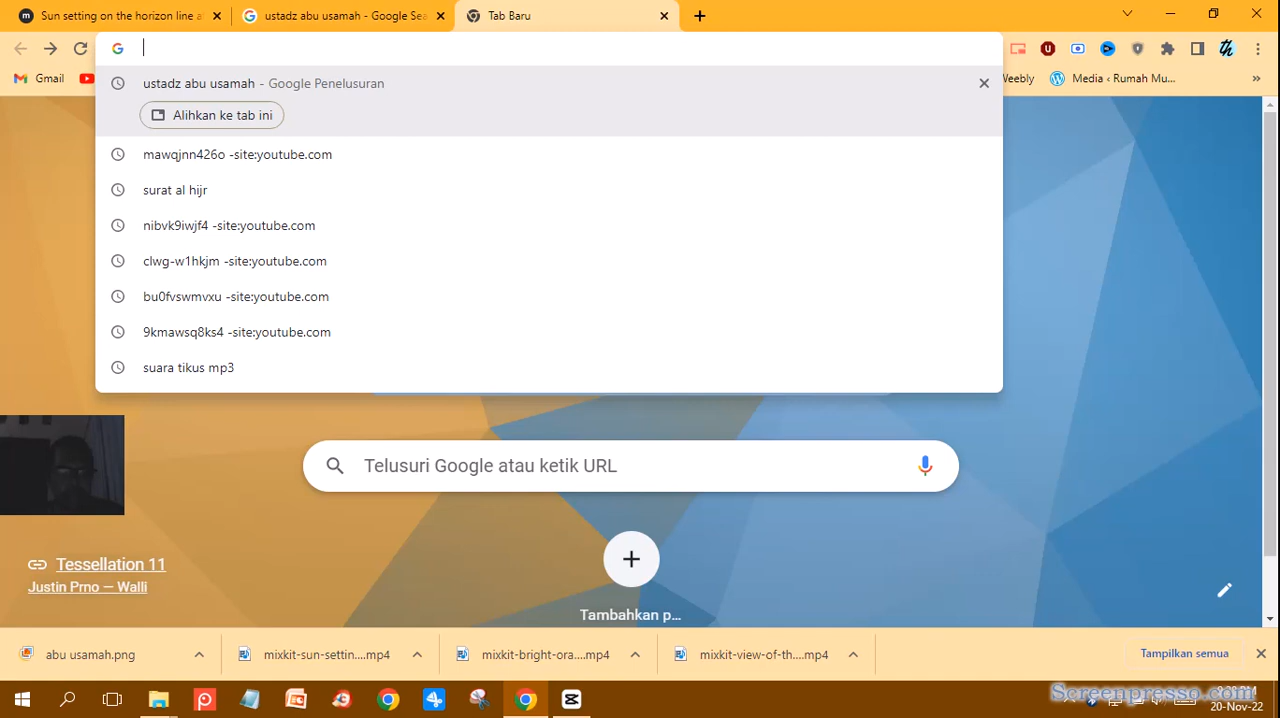 Sun setting on the horizon line a
ustadz abu usamah - Google Sea
Tab Baru
Gmail
Weebly
Media ‹ Rumah Mu...
»
ustadz abu usamah - Google Penelusuran
Alihkan ke tab ini
mawqjnn426o -site:youtube.com
surat al hijr
nibvk9iwjf4 -site:youtube.com
clwg-w1hkjm -site:youtube.com
bu0fvswmvxu -site:youtube.com
9kmawsq8ks4 -site:youtube.com
suara tikus mp3
Telusuri Google atau ketik URL
Tessellation 11
Justin Prno — Walli
Tambahkan p...
abu usamah.png
mixkit-sun-settin....mp4
mixkit-bright-ora....mp4
mixkit-view-of-th....mp4
Tampilkan semua
Screenpresso.com
20-Nov-22